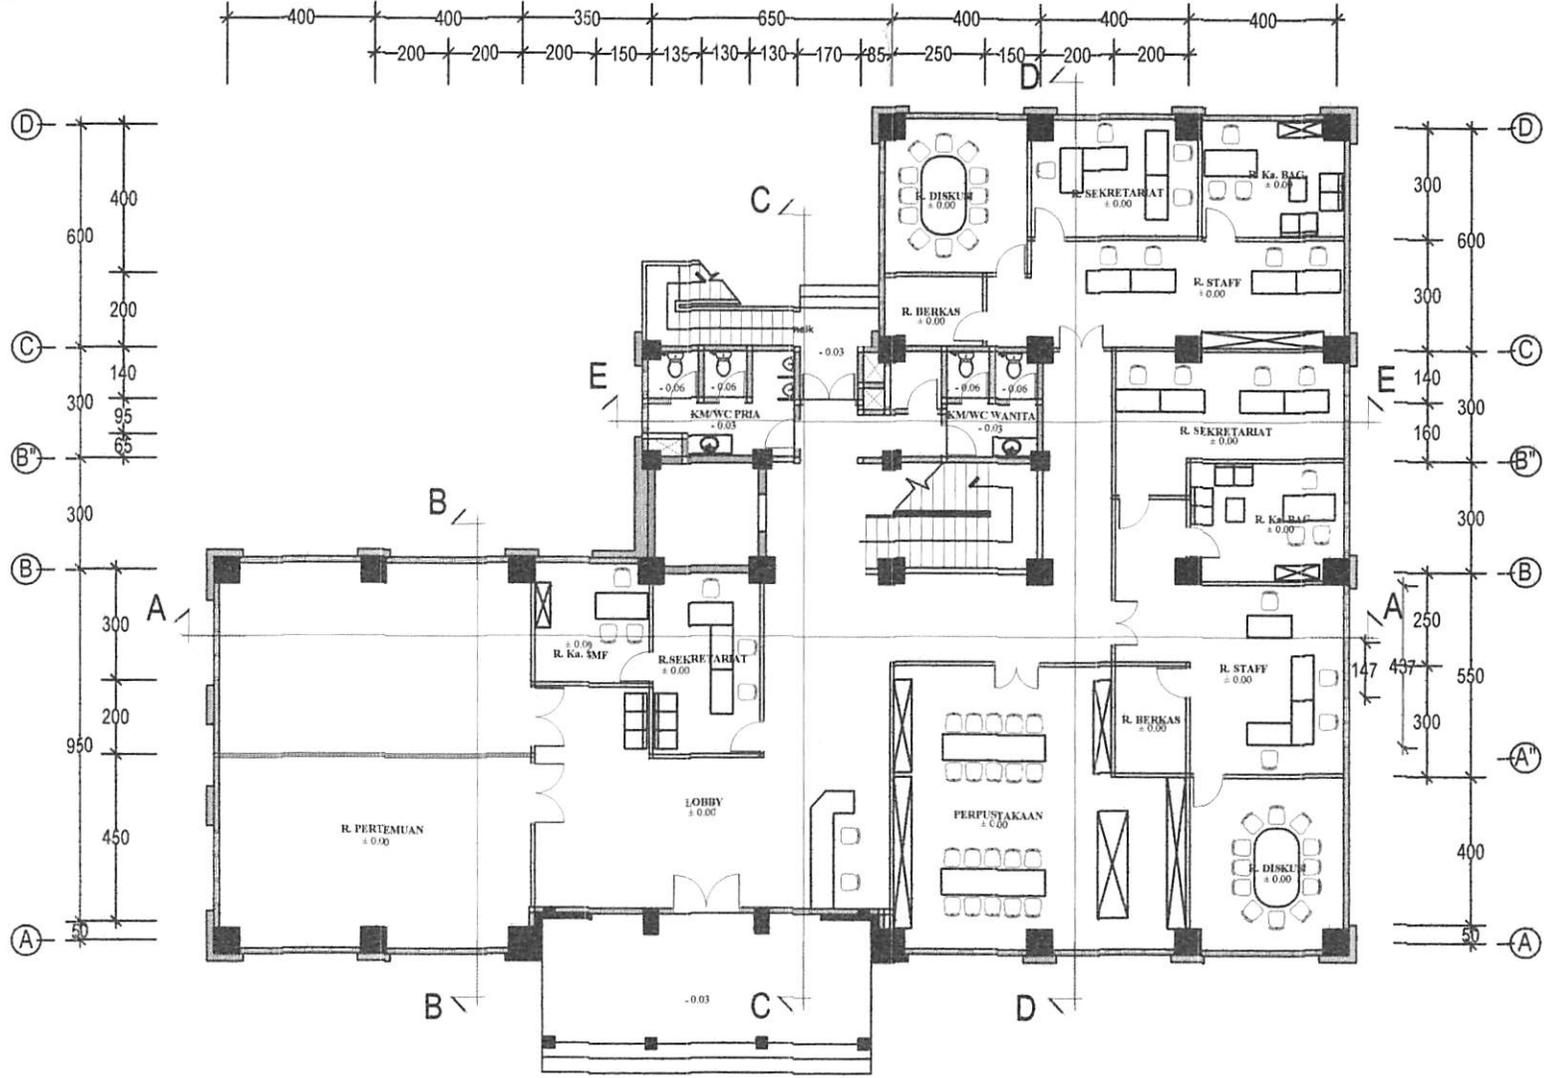 400 400 350 650 400 400 400
200 200 200 150 135 130 130 170 85 250 150 200 200
D
D D
400 300
C
R. DISKUSI
± 0.00
R. SEKRETARIAT
± 0.00
R. Ka. BAG
± 0.00
600 600
200 300
R. STAFF
± 0.00
R. BERKAS
± 0.00
naik
C - 0.03 C
140 140
E E
- 0.06 - 0.06 - 0.06 - 0.06
300 300
95
KM/WC PRIA
- 0.03
KM/WC WANITA
- 0.03
R. SEKRETARIAT
± 0.00
65 160
B" B"
B
300 300
R. Ka. BAG
± 0.00
B B
A A
300 250
± 0.00
R. Ka. SMF
R.SEKRETARIAT
± 0.00
R. STAFF
± 0.00
147 437 550
200 300
950
R. BERKAS
± 0.00
A"
LOBBY
± 0.00
PERPUSTAKAAN
± 0.00
R. PERTEMUAN
± 0.00
450 400
R. DISKUSI
± 0.00
50 50
A A
- 0.03
B C D